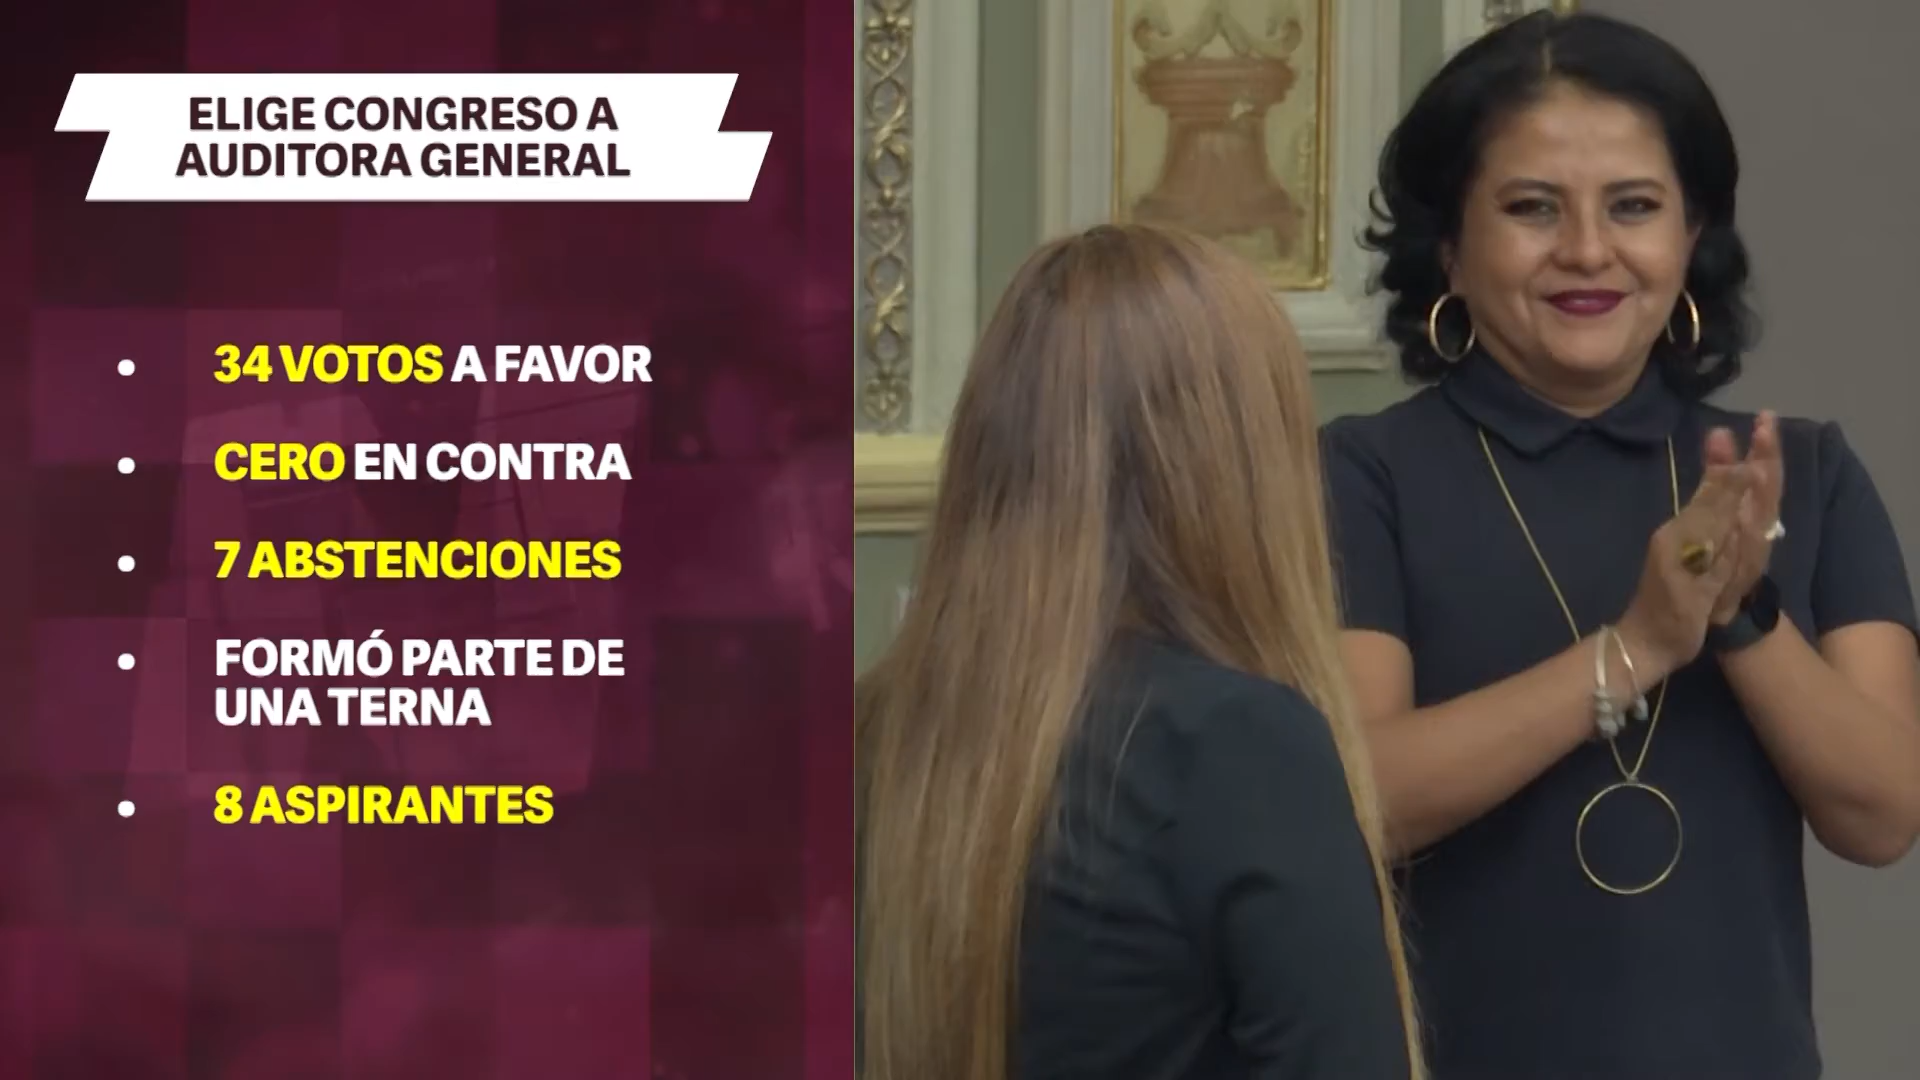 ELIGE CONGRESO A
AUDITORA GENERAL
• 34 VOTOS A FAVOR
• CERO EN CONTRA
• 7 ABSTENCIONES
• FORMÓ PARTE DE
UNA TERNA
• 8 ASPIRANTES